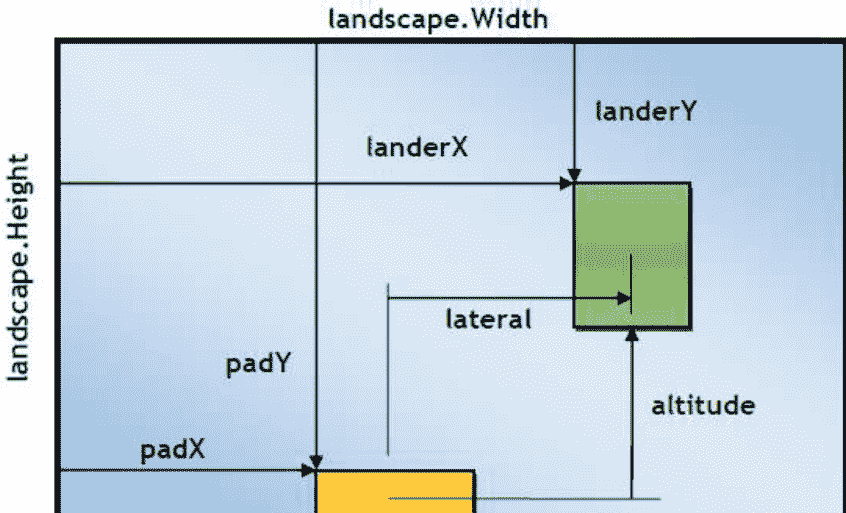 landscape.Width
landerY
landerX
landscape.Height
lateral
padY
altitude
padX